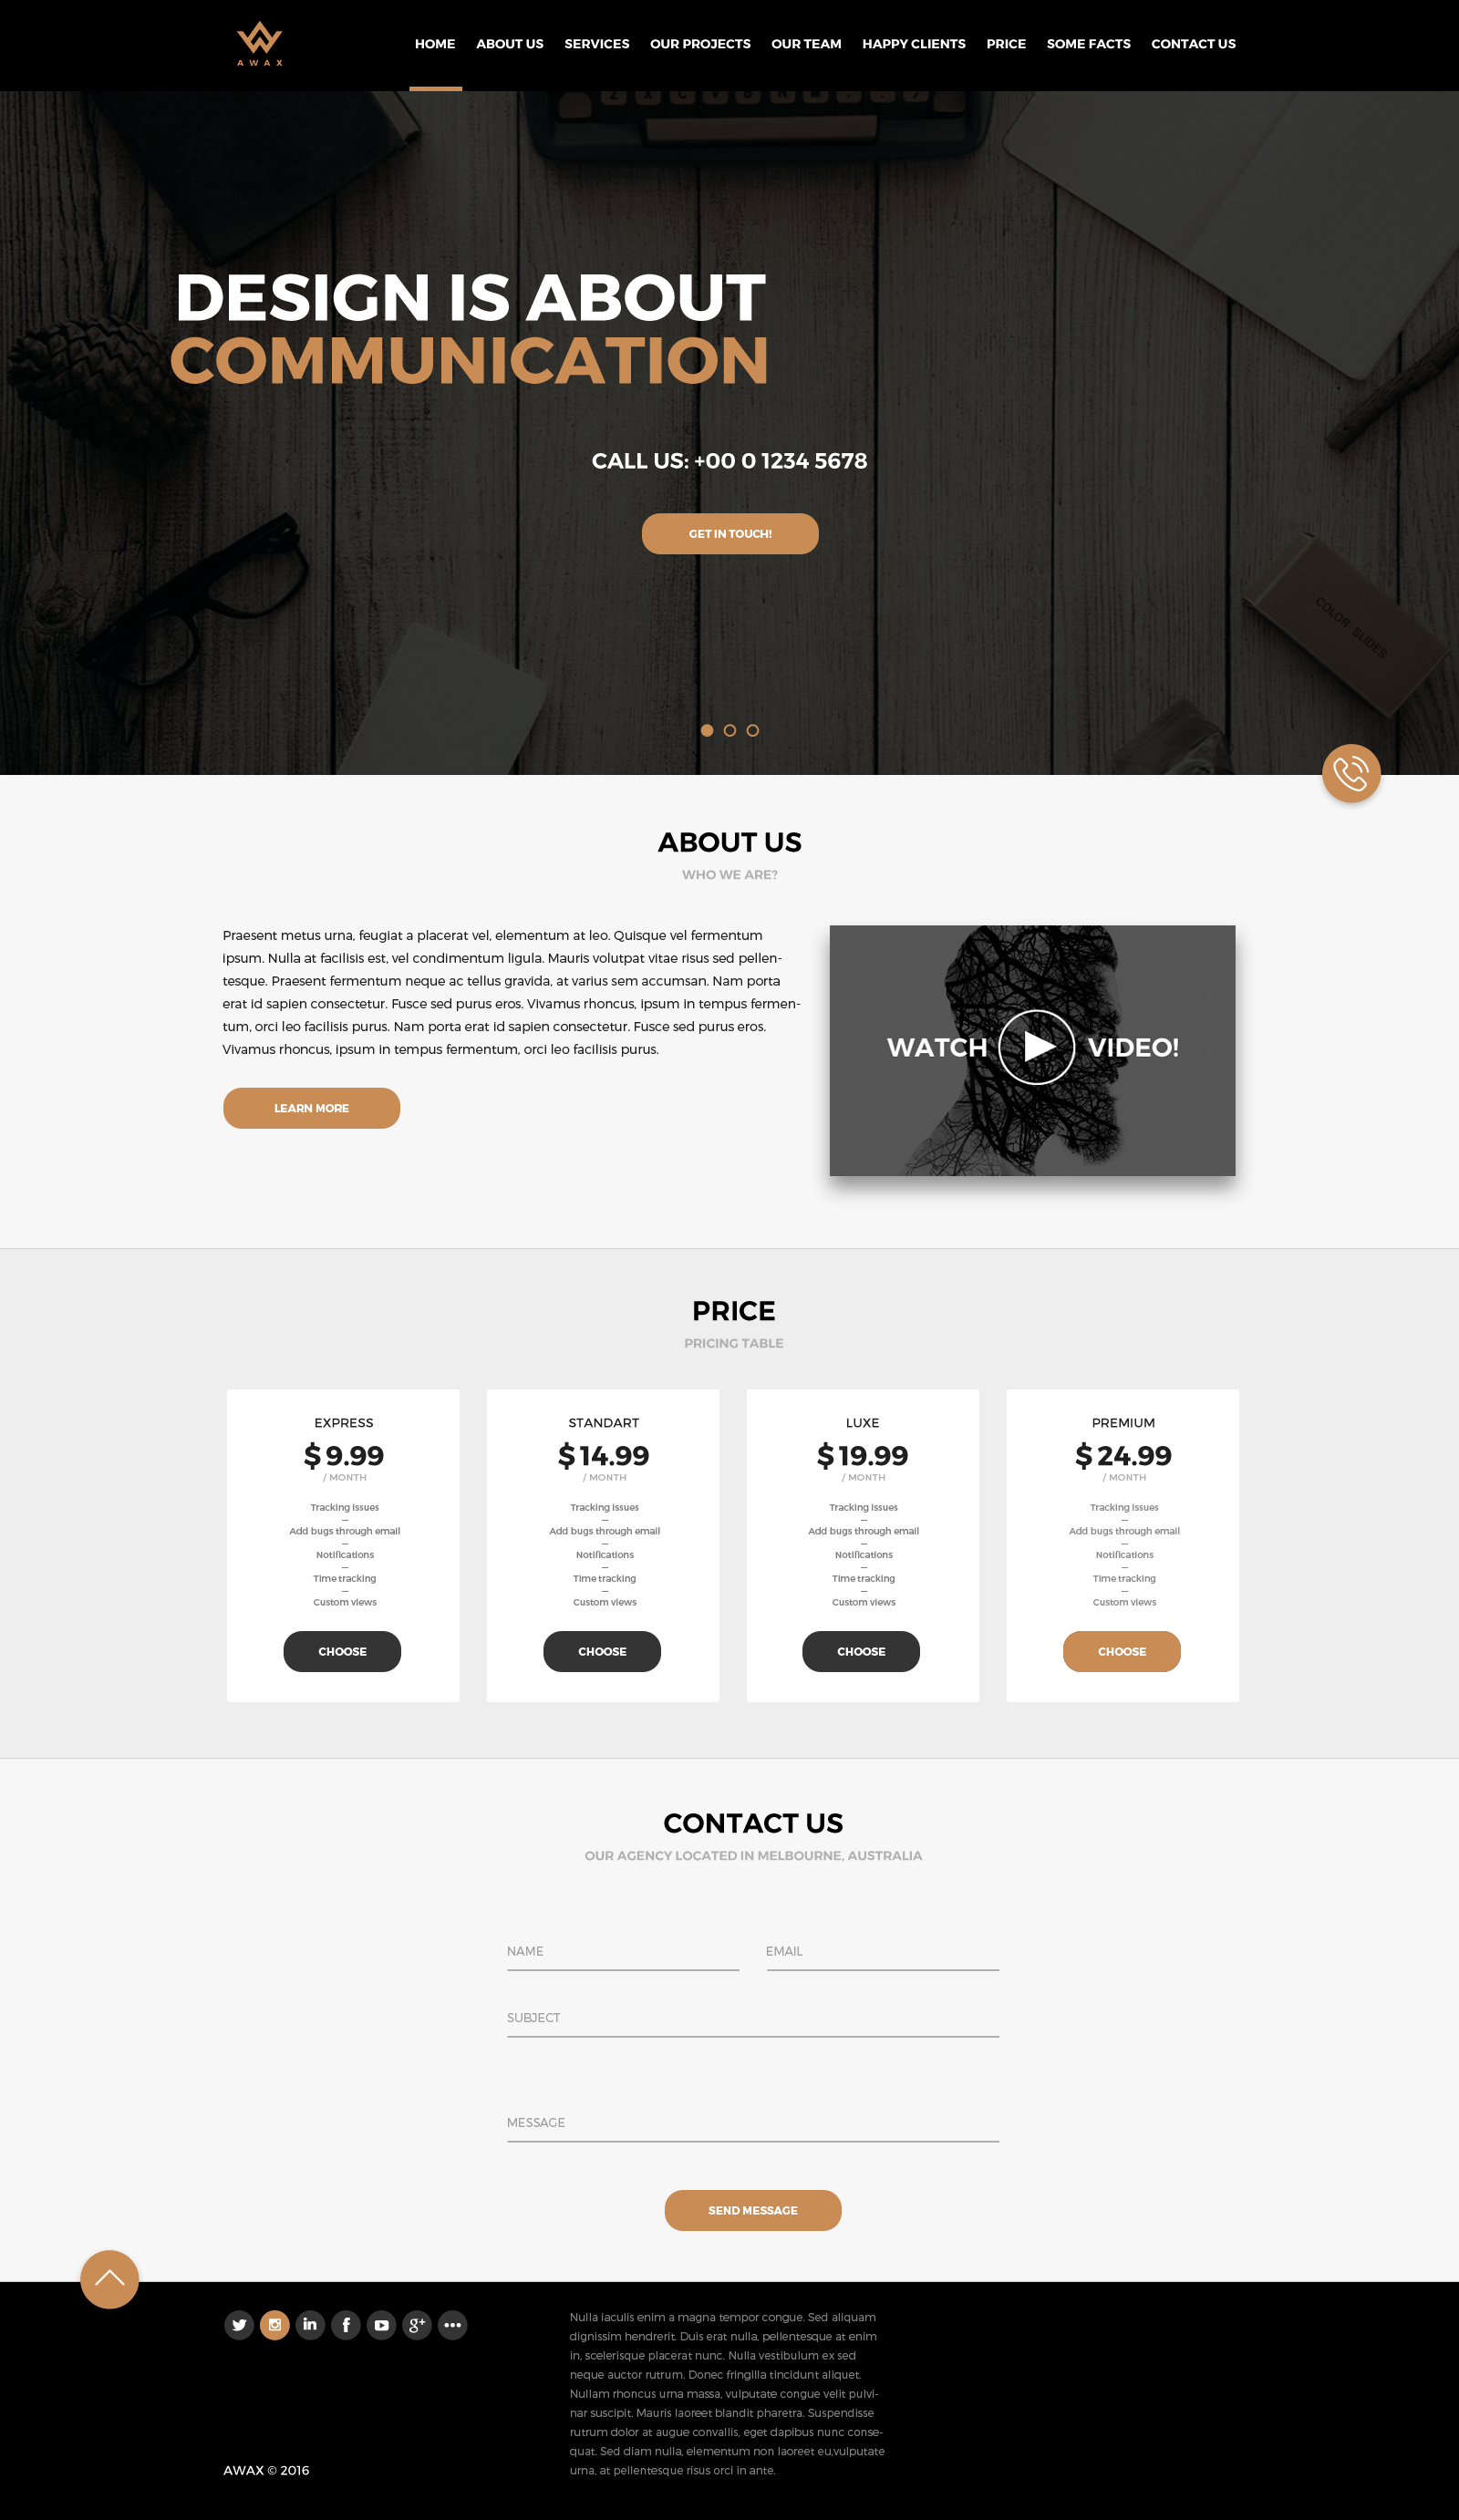 AWAX
HOME ABOUT US SERVICES OUR PROJECTS OUR TEAM HAPPY CLIENTS PRICE SOME FACTS CONTACT US
Z X C V B N M
DESIGN IS ABOUT
COMMUNICATION
CALL US: +00 0 1234 5678
GET IN TOUCH!
COLOR SLIDES
ABOUT US
WHO WE ARE?
Praesent metus urna, feugiat a placerat vel, elementum at leo. Quisque vel fermentum
ipsum. Nulla at facilisis est, vel condimentum ligula. Mauris volutpat vitae risus sed pellen-
tesque. Praesent fermentum neque ac tellus gravida, at varius sem accumsan. Nam porta
erat id sapien consectetur. Fusce sed purus eros. Vivamus rhoncus, ipsum in tempus fermen-
tum, orci leo facilisis purus. Nam porta erat id sapien consectetur. Fusce sed purus eros.
Vivamus rhoncus, ipsum in tempus fermentum, orci leo facilisis purus.
LEARN MORE
WATCH VIDEO!
PRICE
PRICING TABLE
EXPRESS
$ 9.99
/ MONTH
Tracking issues
—
Add bugs through email
—
Notifications
—
Time tracking
—
Custom views
CHOOSE
STANDART
$ 14.99
/ MONTH
Tracking issues
—
Add bugs through email
—
Notifications
—
Time tracking
—
Custom views
CHOOSE
LUXE
$ 19.99
/ MONTH
Tracking issues
—
Add bugs through email
—
Notifications
—
Time tracking
—
Custom views
CHOOSE
PREMIUM
$ 24.99
/ MONTH
Tracking issues
—
Add bugs through email
—
Notifications
—
Time tracking
—
Custom views
CHOOSE
CONTACT US
OUR AGENCY LOCATED IN MELBOURNE, AUSTRALIA
NAME EMAIL
SUBJECT
MESSAGE
SEND MESSAGE
in f g+
Nulla iaculis enim a magna tempor congue. Sed aliquam
dignissim hendrerit. Duis erat nulla, pellentesque at enim
in, scelerisque placerat nunc. Nulla vestibulum ex sed
neque auctor rutrum. Donec fringilla tincidunt aliquet.
Nullam rhoncus urna massa, vulputate congue velit pulvi-
nar suscipit. Mauris laoreet blandit pharetra. Suspendisse
rutrum dolor at augue convallis, eget dapibus nunc conse-
quat. Sed diam nulla, elementum non laoreet eu,vulputate
urna, at pellentesque risus orci in ante.
AWAX © 2016